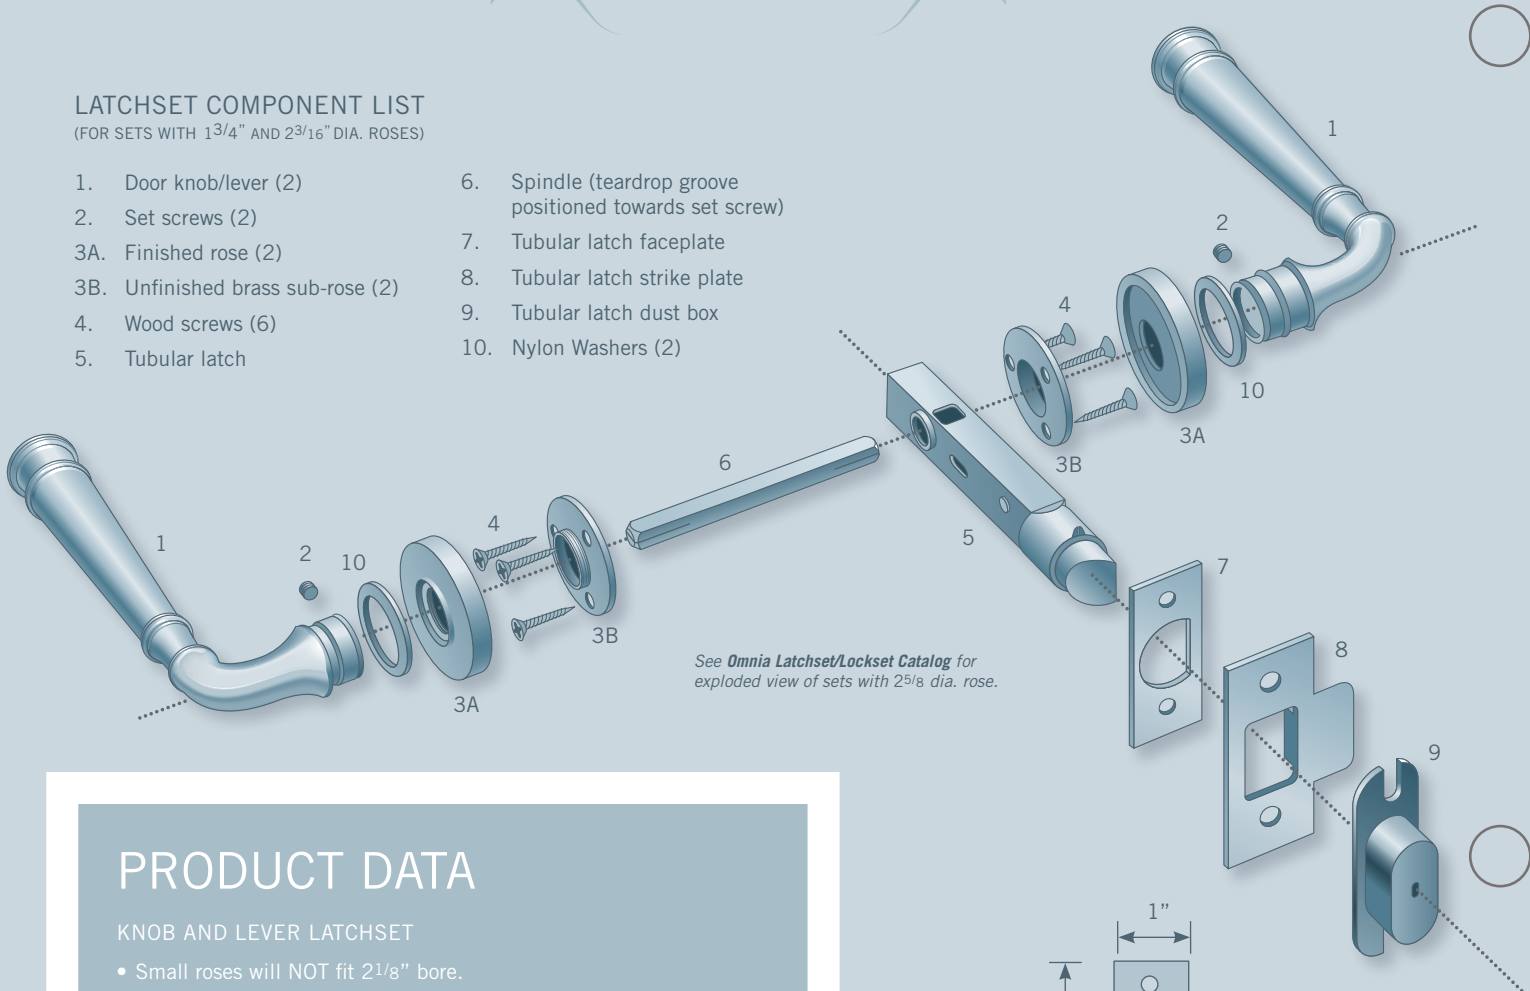 LATCHSET COMPONENT LIST
(FOR SETS WITH 1 3/4” AND 2 3/16” DIA. ROSES)
1. Door knob/lever (2)
2. Set screws (2)
3A. Finished rose (2)
3B. Unfinished brass sub-rose (2)
4. Wood screws (6)
5. Tubular latch
6. Spindle (teardrop groove
positioned towards set screw)
7. Tubular latch faceplate
8. Tubular latch strike plate
9. Tubular latch dust box
10. Nylon Washers (2)
1
2
4
10
3A
3B
6
5
7
4
1
2
10
3B
3A
8
9
See Omnia Latchset/Lockset Catalog for
exploded view of sets with 2 5/8 dia. rose.
PRODUCT DATA
KNOB AND LEVER LATCHSET
• Small roses will NOT fit 2 1/8” bore.
1”